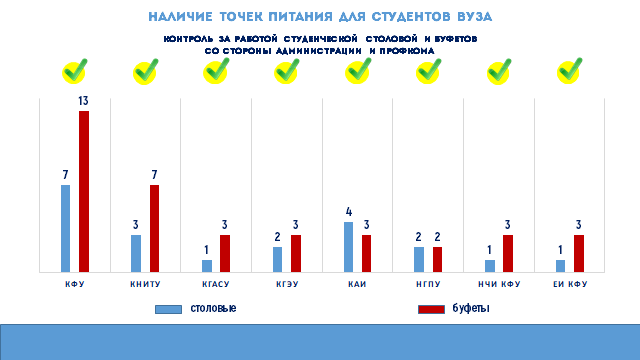 НАЛИЧИЕ ТОЧЕК ПИТАНИЯ ДЛЯ СТУДЕНТОВ ВУЗА
КОНТРОЛЬ ЗА РАБОТОЙ СТУДЕНЧЕСКОЙ СТОЛОВОЙ И БУФЕТОВ
СО СТОРОНЫ АДМИНИСТРАЦИИ И ПРОФКОМА
7 13 3 7 1 3 2 3 4 3 2 2 1 3 1 3
КФУ КНИТУ КГАСУ КГЭУ КАИ НГПУ НЧИ КФУ ЕИ КФУ
столовые буфеты